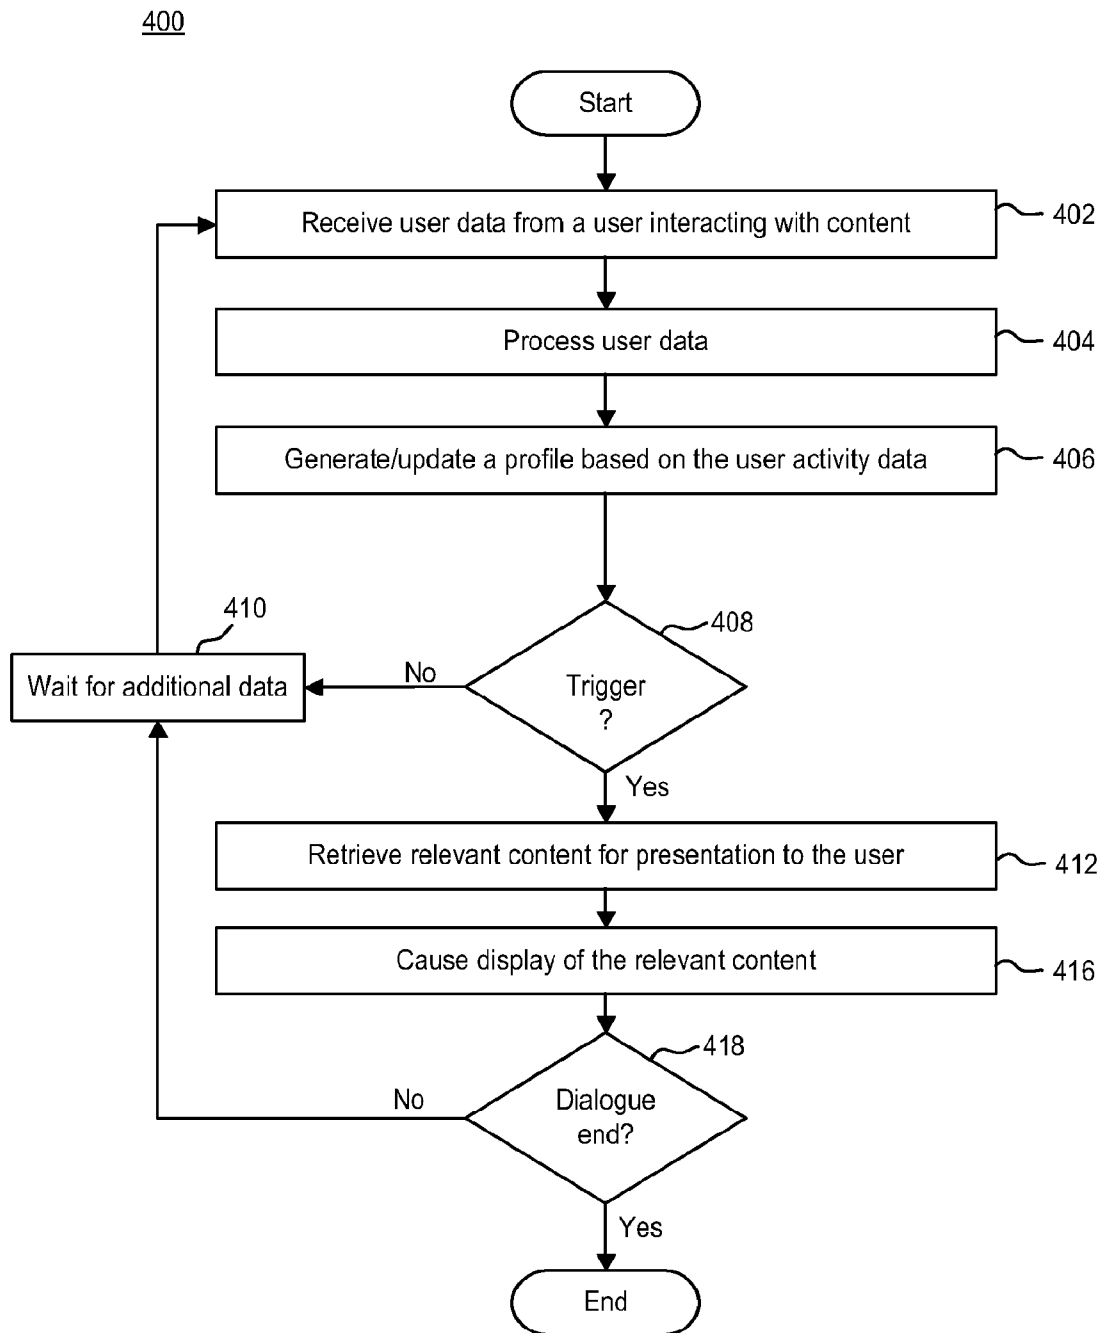 400
Start
Receive user data from a user interacting with content
402
Process user data
404
Generate/update a profile based on the user activity data
406
410
408
Wait for additional data
No
Trigger
?
Yes
Retrieve relevant content for presentation to the user
412
Cause display of the relevant content
416
418
No
Dialogue
end?
Yes
End